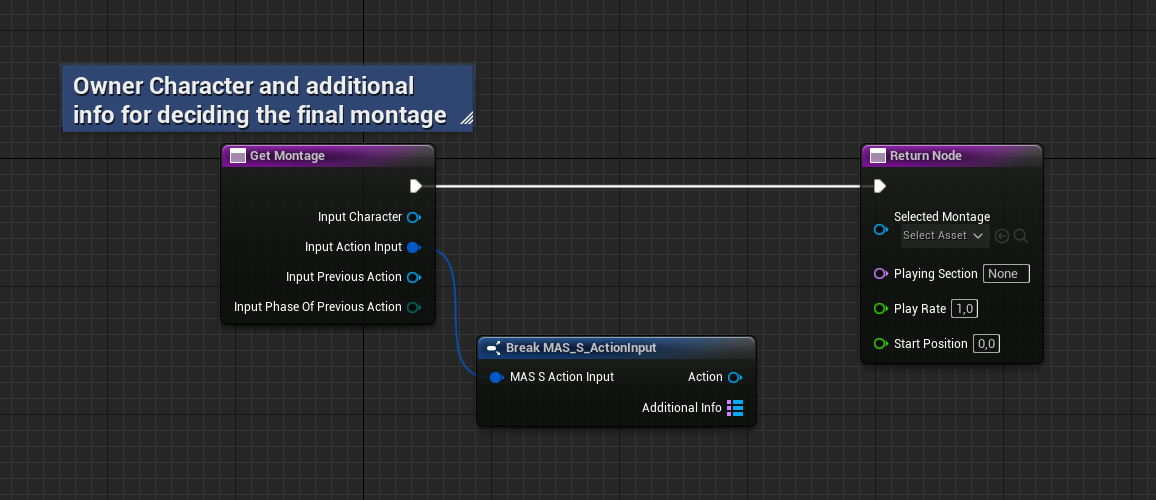 Owner Character and additional
info for deciding the final montage
Get Montage
Input Character
Input Action Input
Input Previous Action
Input Phase Of Previous Action
Break MAS_S_ActionInput
MAS S Action Input
Action
Additional Info
Return Node
Selected Montage
Select Asset
Playing Section
None
Play Rate
1,0
Start Position
0,0